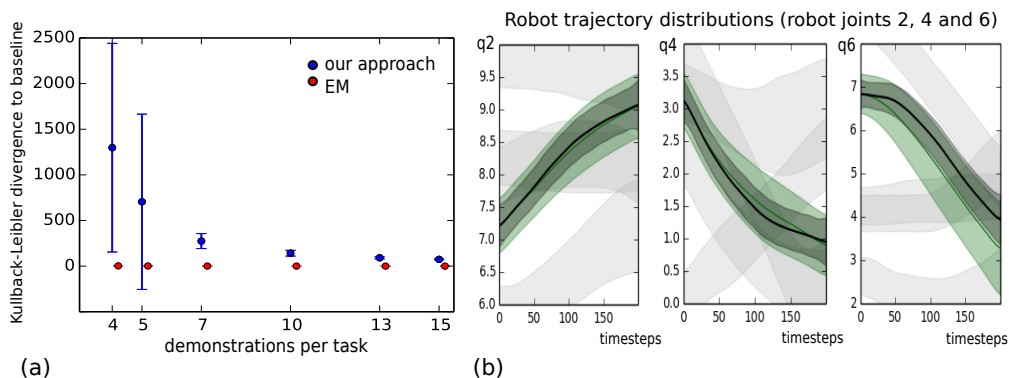 Kullback-Leibler divergence to baseline
2500
2000
1500
1000
500
0
our approach
EM
4 5 7 10 13 15
demonstrations per task
(a)
Robot trajectory distributions (robot joints 2, 4 and 6)
q2
9.5
9.0
8.5
8.0
7.5
7.0
6.5
6.0
0 50 100 150
timesteps
q4
3.5
3.0
2.5
2.0
1.5
1.0
0.5
0.0
0 50 100 150
timesteps
q6
7
6
5
4
3
2
0 50 100 150
timesteps
(b)